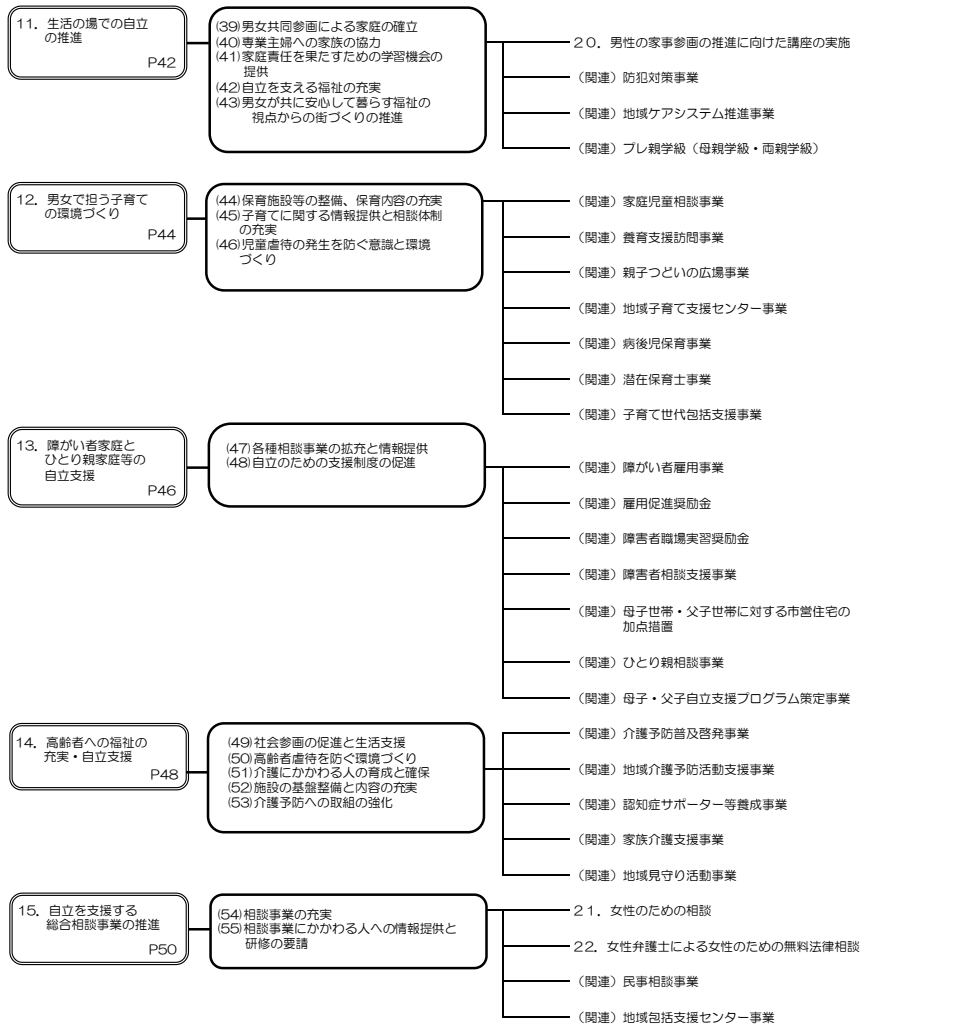 11．生活の場での自立
の推進
P42
(39)男女共同参画による家庭の確立
(40)専業主婦への家族の協力
(41)家庭責任を果たすための学習機会の
提供
(42)自立を支える福祉の充実
(43)男女が共に安心して暮らす福祉の
視点からの街づくりの推進
20．男性の家事参画の推進に向けた講座の実施
（関連）防犯対策事業
（関連）地域ケアシステム推進事業
（関連）プレ親学級（母親学級・両親学級）
12．男女で担う子育て
の環境づくり
P44
(44)保育施設等の整備、保育内容の充実
(45)子育てに関する情報提供と相談体制
の充実
(46)児童虐待の発生を防ぐ意識と環境
づくり
（関連）家庭児童相談事業
（関連）養育支援訪問事業
（関連）親子つどいの広場事業
（関連）地域子育て支援センター事業
（関連）病後児保育事業
（関連）潜在保育士事業
（関連）子育て世代包括支援事業
13．障がい者家庭と
ひとり親家庭等の
自立支援
P46
(47)各種相談事業の拡充と情報提供
(48)自立のための支援制度の促進
（関連）障がい者雇用事業
（関連）雇用促進奨励金
（関連）障害者職場実習奨励金
（関連）障害者相談支援事業
（関連）母子世帯・父子世帯に対する市営住宅の
加点措置
（関連）ひとり親相談事業
（関連）母子・父子自立支援プログラム策定事業
14．高齢者への福祉の
充実・自立支援
P48
(49)社会参画の促進と生活支援
(50)高齢者虐待を防ぐ環境づくり
(51)介護にかかわる人の育成と確保
(52)施設の基盤整備と内容の充実
(53)介護予防への取組の強化
（関連）介護予防普及啓発事業
（関連）地域介護予防活動支援事業
（関連）認知症サポーター等養成事業
（関連）家族介護支援事業
（関連）地域見守り活動事業
15．自立を支援する
総合相談事業の推進
P50
(54)相談事業の充実
(55)相談事業にかかわる人への情報提供と
研修の要請
21．女性のための相談
22．女性弁護士による女性のための無料法律相談
（関連）民事相談事業
（関連）地域包括支援センター事業